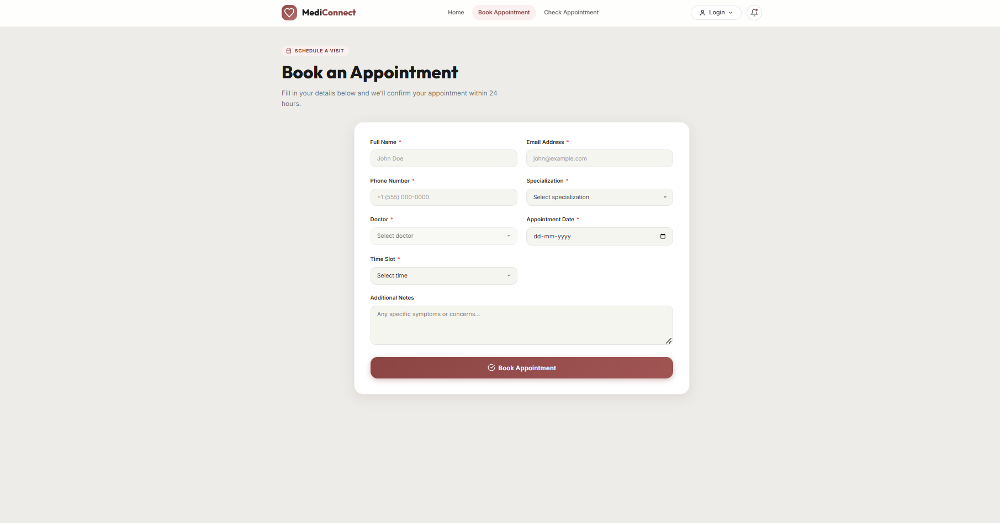 MediConnect
Home
Book Appointment
Check Appointment
Login
SCHEDULE A VISIT
Book an Appointment
Fill in your details below and we'll confirm your appointment within 24
hours.
Full Name *
Email Address *
John Doe
john@example.com
Phone Number *
Specialization *
+1 (555) 000-0000
Select specialization
Doctor *
Appointment Date *
Select doctor
dd-mm-yyyy
Time Slot *
Select time
Additional Notes
Any specific symptoms or concerns...
Book Appointment